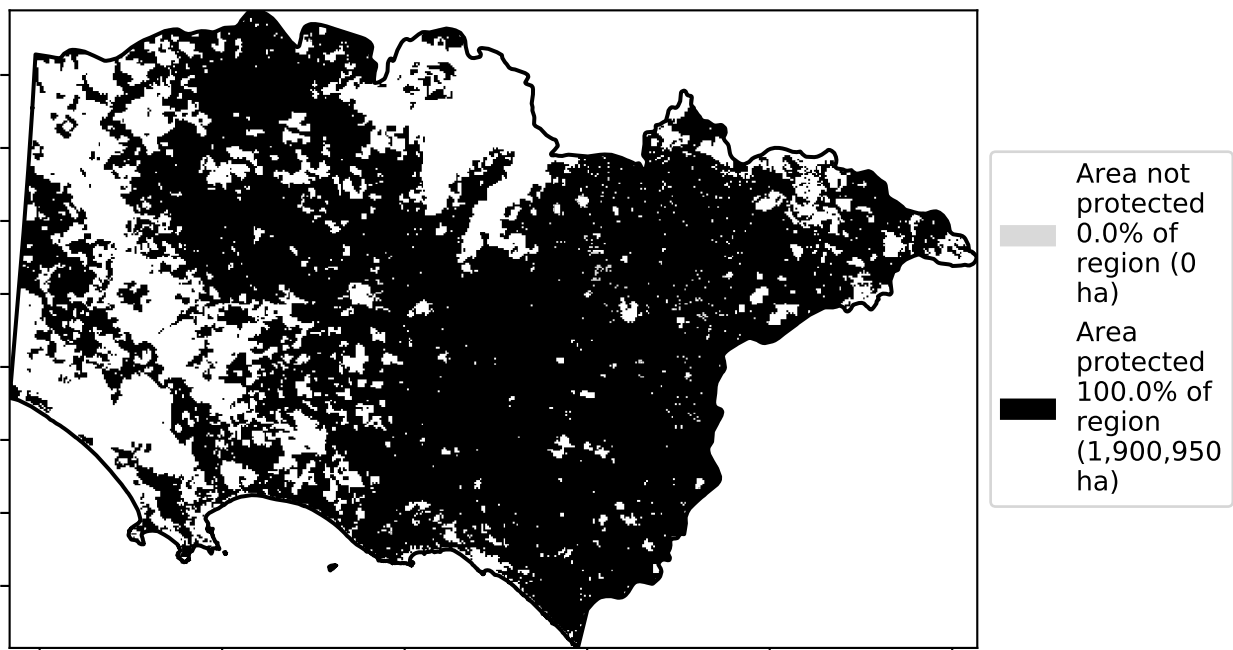 Area not
protected
0.0% of
region (0
ha)
Area
protected
100.0% of
region
(1,900,950
ha)